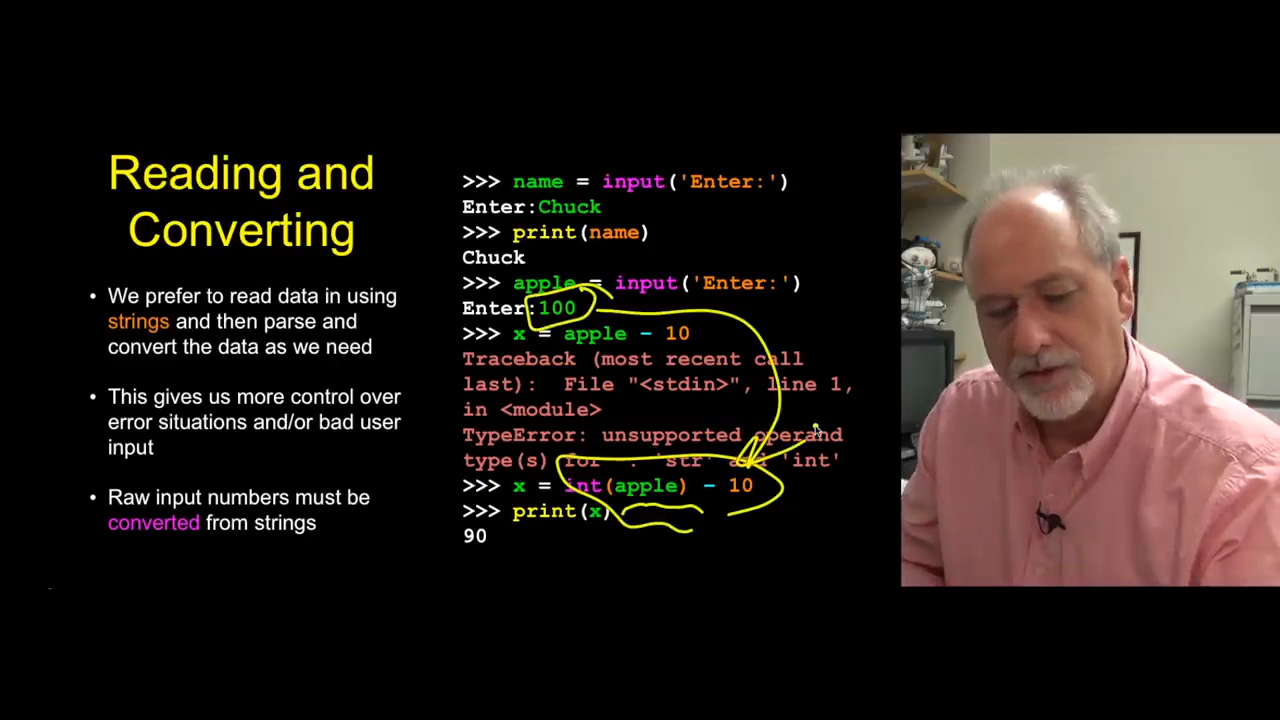 Reading and
Converting
• We prefer to read data in using
strings and then parse and
convert the data as we need
• This gives us more control over
error situations and/or bad user
input
• Raw input numbers must be
converted from strings
>>> name = input('Enter:')
Enter:Chuck
>>> print(name)
Chuck
>>> apple = input('Enter:')
Enter:100
>>> x = apple - 10
Traceback (most recent call
last): File "<stdin>", line 1,
in <module>
TypeError: unsupported operand
type(s) for : 'str' and 'int'
>>> x = int(apple) - 10
>>> print(x)
90